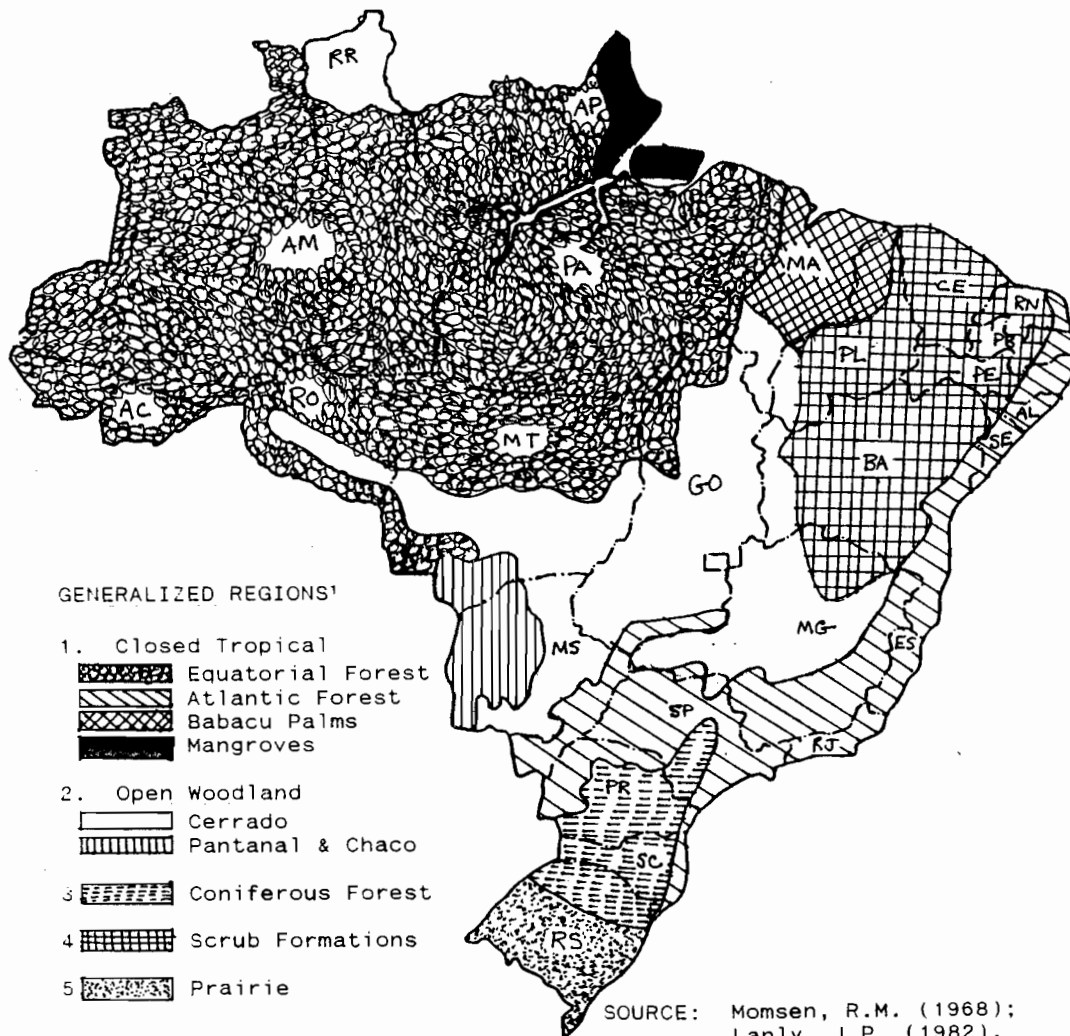 RR
AP
AM
PA
MA
CE
RN
PB
PL
PE
AL
AC
RO
MT
SE
BA
GO
GENERALIZED REGIONS¹
1. Closed Tropical
Equatorial Forest
Atlantic Forest
Babacu Palms
Mangroves
2. Open Woodland
Cerrado
Pantanal & Chaco
3 Coniferous Forest
4 Scrub Formations
5 Prairie
MS
MG
ES
SP
RJ
PR
SC
RS
SOURCE: Momsen, R.M. (1968);
Lanly, J.P. (1982).